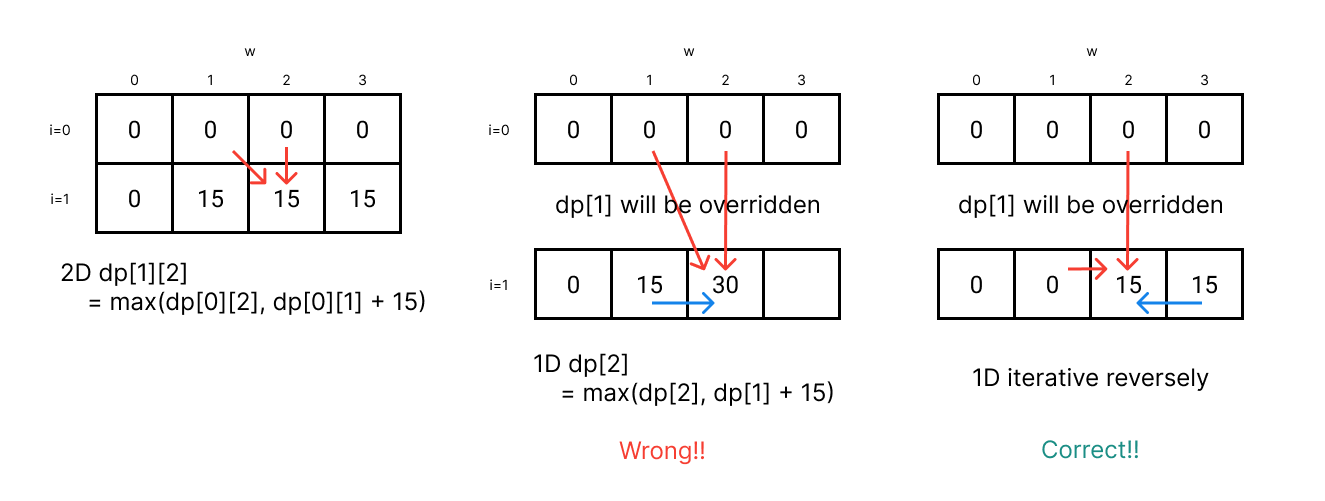 w
0 1 2 3
i=0 0 0 0 0
i=1 0 15 15 15
2D dp[1][2]
= max(dp[0][2], dp[0][1] + 15)
w
0 1 2 3
i=0 0 0 0 0
dp[1] will be overridden
i=1 0 15 30
1D dp[2]
= max(dp[2], dp[1] + 15)
Wrong!!
w
0 1 2 3
0 0 0 0
dp[1] will be overridden
0 0 15 15
1D iterative reversely
Correct!!